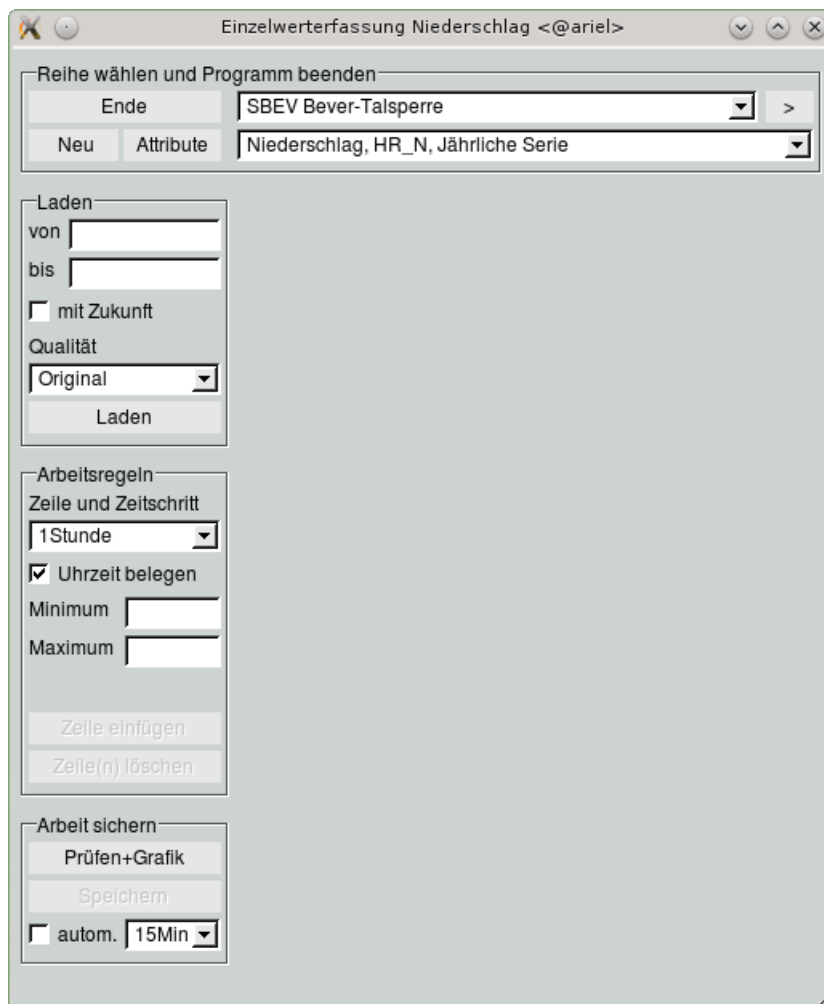 Einzelwerterfassung Niederschlag <@ariel>
Reihe wählen und Programm beenden
Ende SBEV Bever-Talsperre >
Neu Attribute Niederschlag, HR_N, Jährliche Serie
Laden
von
bis
mit Zukunft
Qualität
Original
Laden
Arbeitsregeln
Zeile und Zeitschritt
1Stunde
Uhrzeit belegen
Minimum
Maximum
Zeile einfügen
Zeile(n) löschen
Arbeit sichern
Prüfen+Grafik
Speichern
autom. 15Min